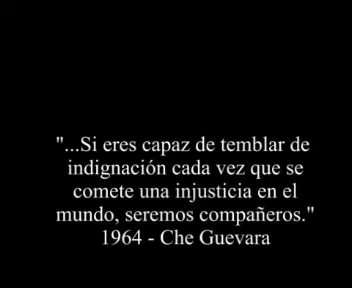 "...Si eres capaz de temblar de
indignación cada vez que se
comete una injusticia en el
mundo, seremos compañeros."
1964 - Che Guevara